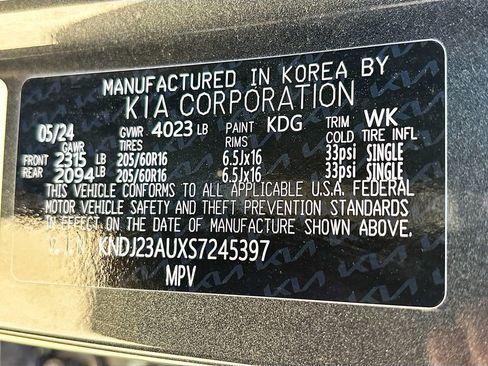 MANUFACTURED IN KOREA BY
KIA CORPORATION
05/24 GVWR 4023 LB PAINT KDG TRIM WK
GAWR TIRES RIMS COLD TIRE INFL
FRONT 2315 LB 205/60R16 6.5Jx16 33psi SINGLE
REAR 2094 LB 205/60R16 6.5Jx16 33psi SINGLE
THIS VEHICLE CONFORMS TO ALL APPLICABLE U.S.A. FEDERAL
MOTOR VEHICLE SAFETY AND THEFT PREVENTION STANDARDS
IN EFFECT ON THE DATE OF MANUFACTURE SHOWN ABOVE.
V.I.N KNDJ23AUXS7245397
MPV